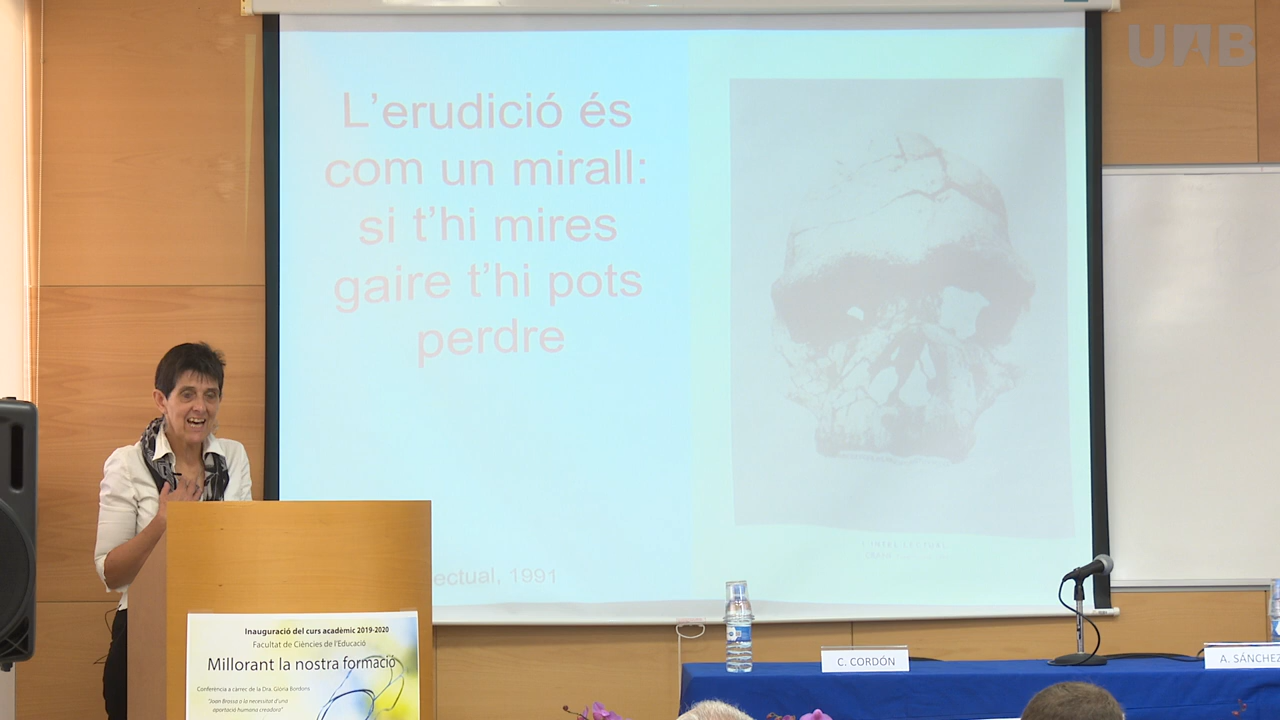 UAB
L'erudició és
com un mirall:
si t'hi mires
gaire t'hi pots
perdre
ectual, 1991
C. CORDÓN
A. SÁNCHEZ
Inauguració del curs acadèmic 2019-2020
Facultat de Ciències de l'Educació
Millorant la nostra formació
Conferència a càrrec de la Dra. Glòria Bordons
"Joan Brossa o la necessitat d'una
aportació humana creadora"